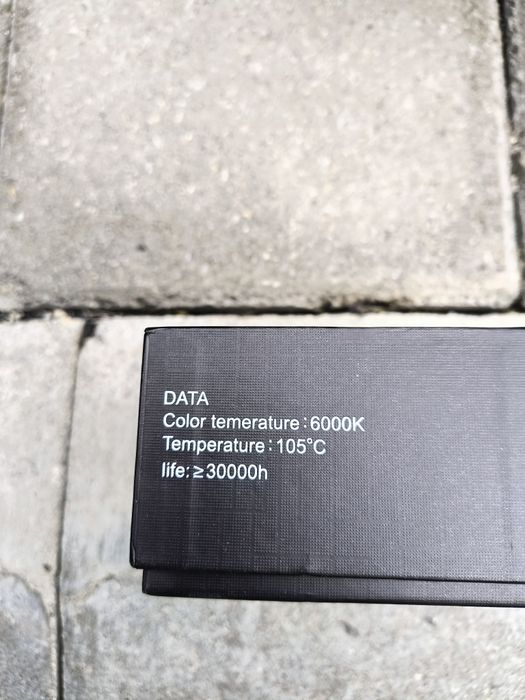 DATA
Color temerature:6000K
Temperature:105°C
life:≥30000h